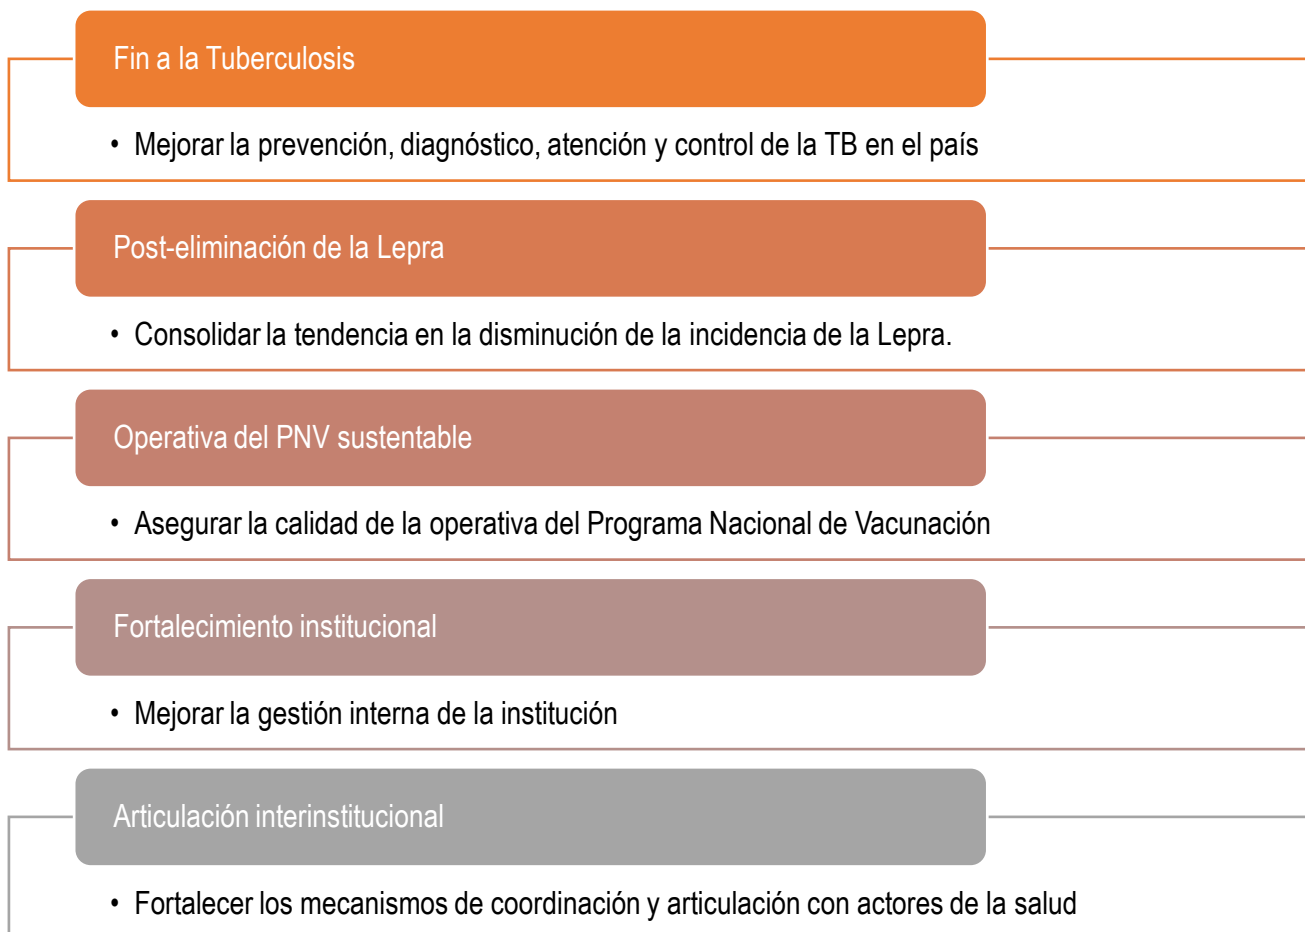 Fin a la Tuberculosis
• Mejorar la prevención, diagnóstico, atención y control de la TB en el país
Post-eliminación de la Lepra
• Consolidar la tendencia en la disminución de la incidencia de la Lepra.
Operativa del PNV sustentable
• Asegurar la calidad de la operativa del Programa Nacional de Vacunación
Fortalecimiento institucional
• Mejorar la gestión interna de la institución
Articulación interinstitucional
• Fortalecer los mecanismos de coordinación y articulación con actores de la salud